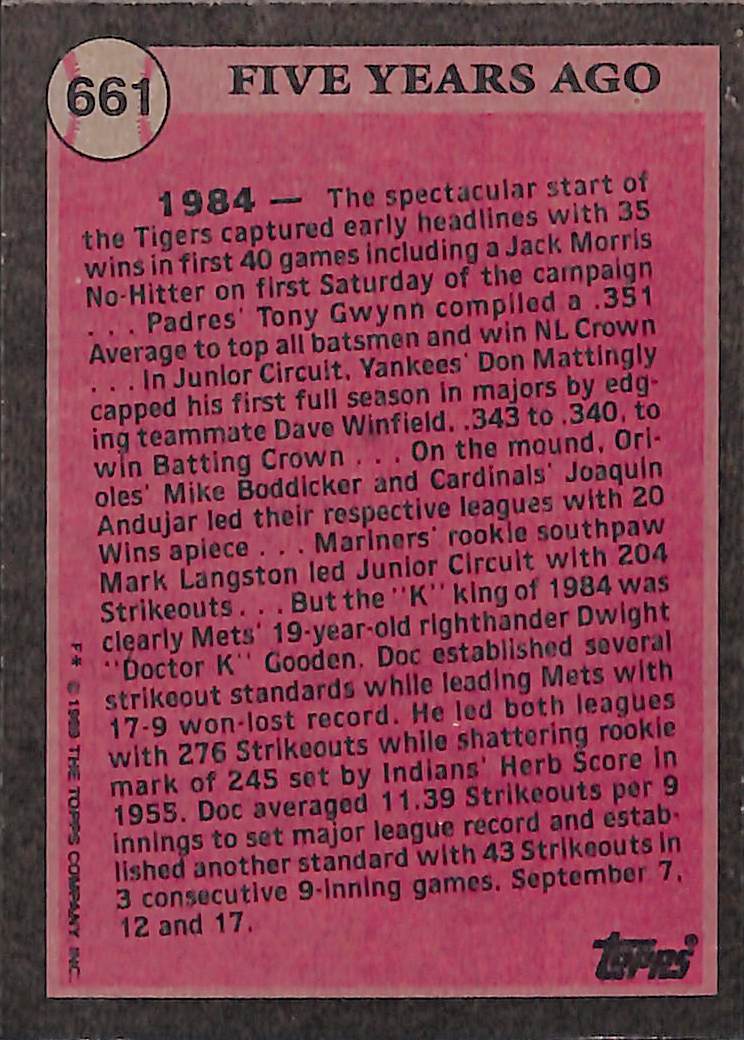 661
FIVE YEARS AGO
1984 — The spectacular start of
the Tigers captured early headlines with 35
wins in first 40 games including a Jack Morris
No-Hitter on first Saturday of the campaign
. . . Padres' Tony Gwynn compiled a .351
Average to top all batsmen and win NL Crown
. . . In Junior Circuit, Yankees' Don Mattingly
capped his first full season in majors by edg-
ing teammate Dave Winfield, .343 to .340, to
win Batting Crown . . . On the mound, Ori-
oles' Mike Boddicker and Cardinals' Joaquin
Andujar led their respective leagues with 20
Wins apiece . . . Mariners' rookie southpaw
Mark Langston led Junior Circuit with 204
Strikeouts . . . But the "K" king of 1984 was
clearly Mets' 19-year-old righthander Dwight
"Doctor K" Gooden. Doc established several
strikeout standards while leading Mets with
17-9 won-lost record. He led both leagues
with 276 Strikeouts while shattering rookie
mark of 245 set by Indians' Herb Score in
1955. Doc averaged 11.39 Strikeouts per 9
innings to set major league record and estab-
lished another standard with 43 Strikeouts in
3 consecutive 9-inning games, September 7,
12 and 17.
F* © 1989 THE TOPPS COMPANY, INC.
TOPPS®